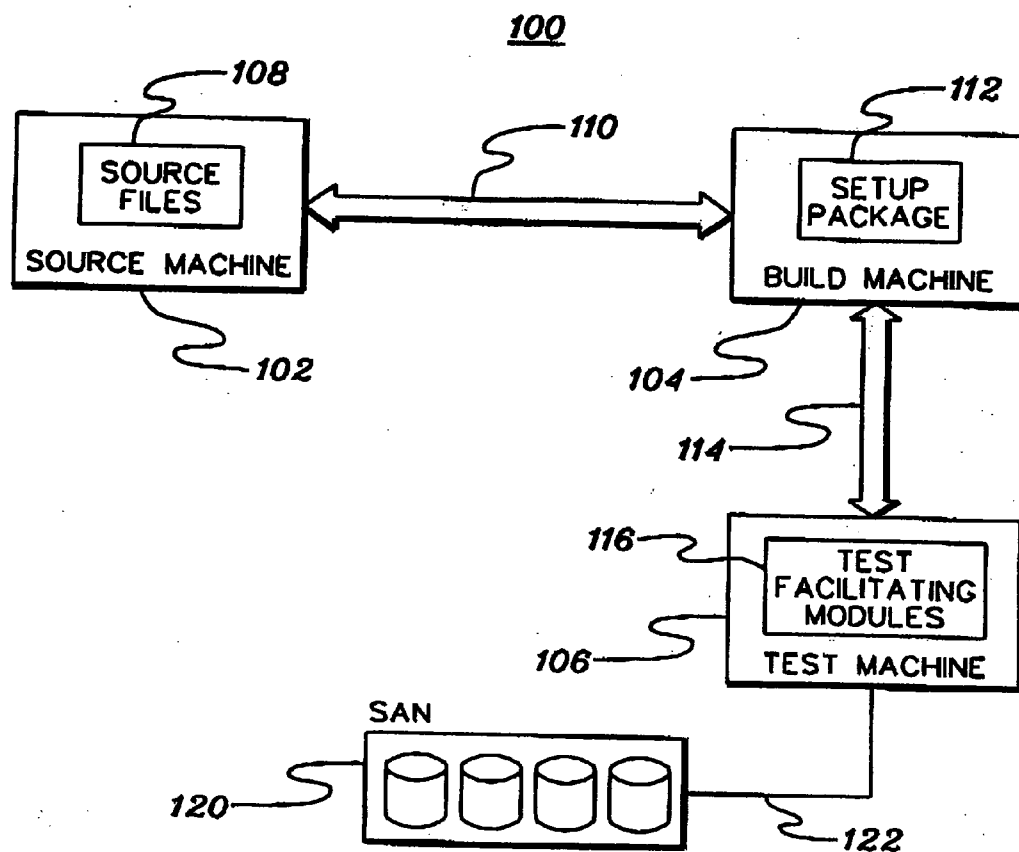 100
108
110
112
SOURCE
FILES
SOURCE MACHINE
SETUP
PACKAGE
BUILD MACHINE
102
104
114
116
TEST
FACILITATING
MODULES
106
TEST MACHINE
SAN
120
122